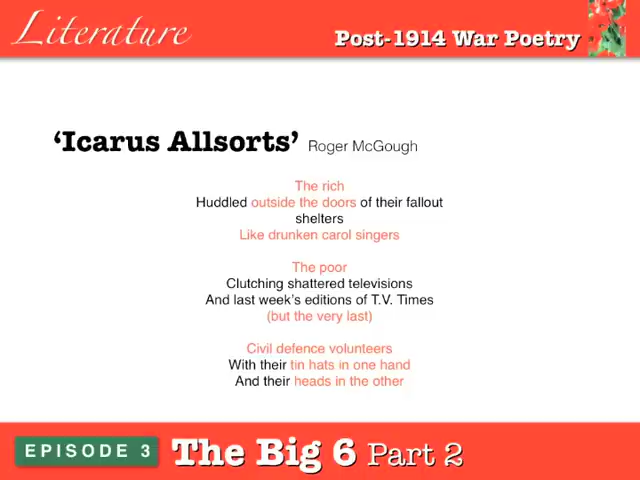 Literature
Post-1914 War Poetry
‘Icarus Allsorts’ Roger McGough
The rich
Huddled outside the doors of their fallout
shelters
Like drunken carol singers
The poor
Clutching shattered televisions
And last week’s editions of T.V. Times
(but the very last)
Civil defence volunteers
With their tin hats in one hand
And their heads in the other
EPISODE 3 The Big 6 Part 2